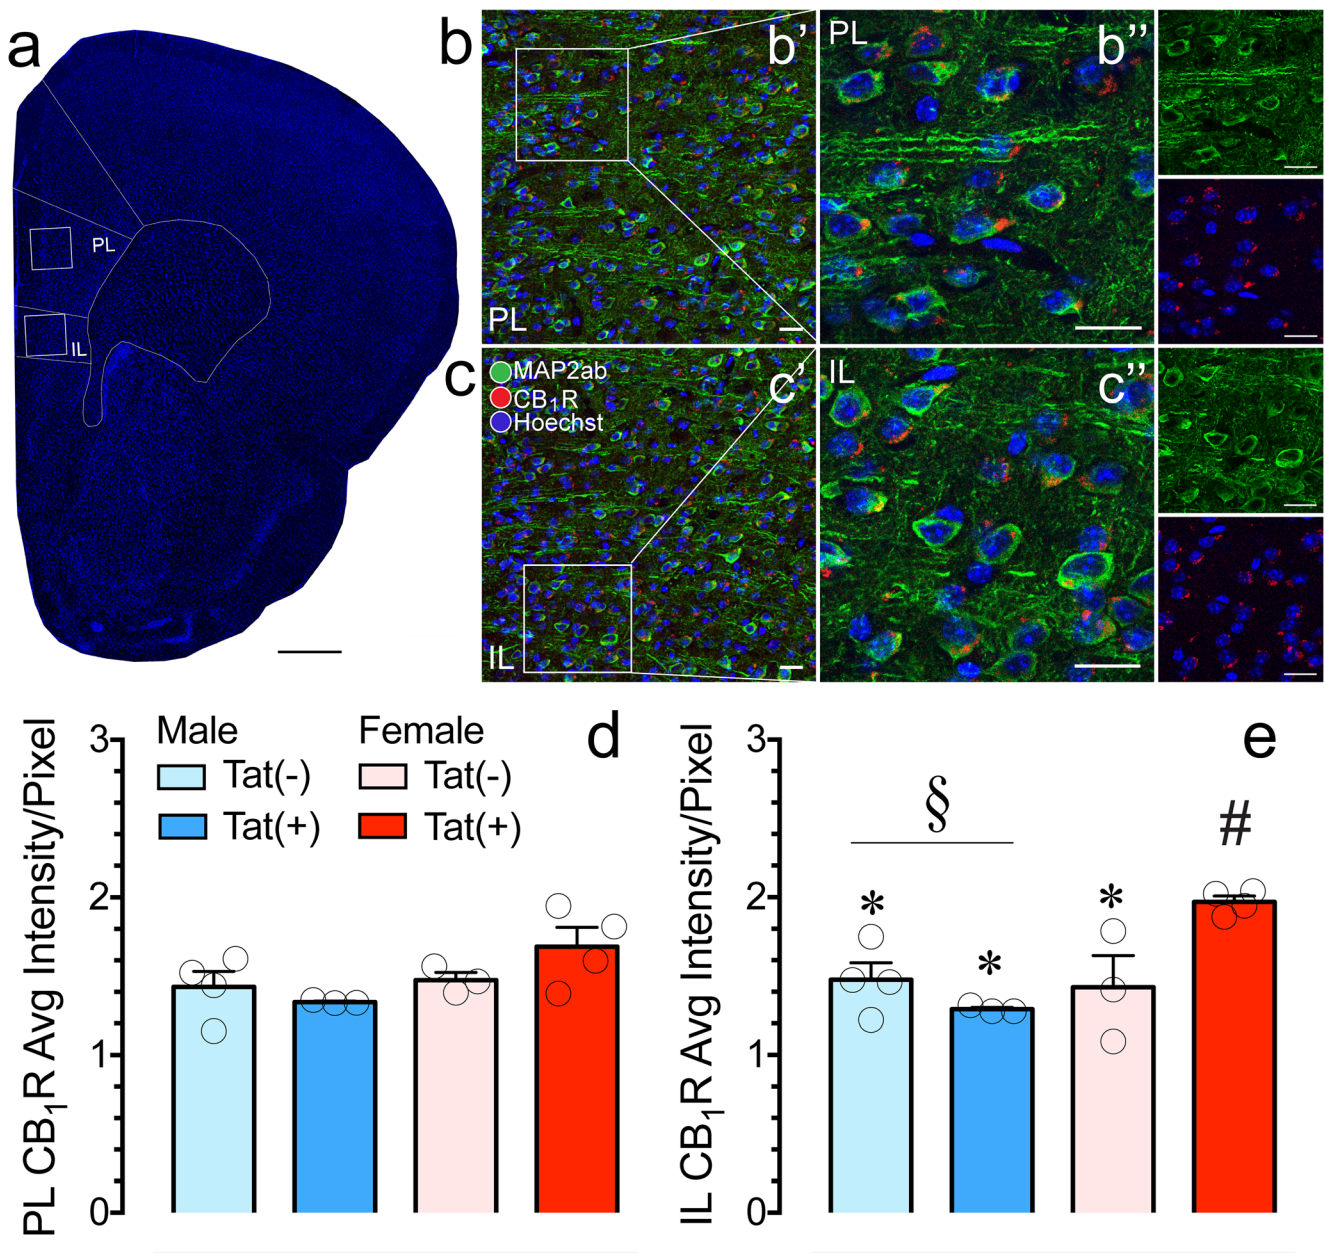 a
PL
IL
b
b’
PL
PL
b’’
c
MAP2ab
CB₁R
Hoechst
c’
IL
IL
c’’
d
Male
Female
Tat(-)
Tat(-)
Tat(+)
Tat(+)
PL CB₁R Avg Intensity/Pixel
3
2
1
0
e
IL CB₁R Avg Intensity/Pixel
3
2
1
0
§
#
*
*
*